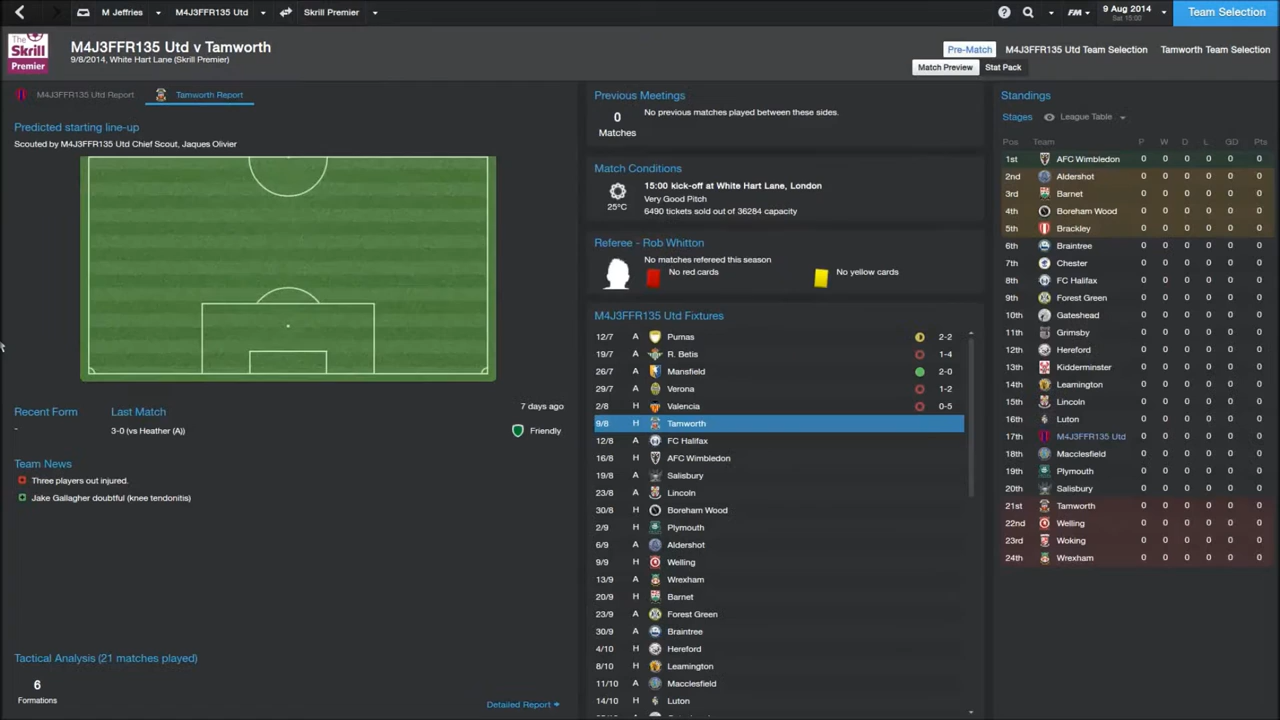 M Jeffries M4J3FFR135 Utd Skrill Premier
? FM 9 Aug 2014 Sat 15:00 Team Selection
The Skrill Premier
M4J3FFR135 Utd v Tamworth
9/8/2014, White Hart Lane (Skrill Premier)
Pre-Match M4J3FFR135 Utd Team Selection Tamworth Team Selection
Match Preview Stat Pack
M4J3FFR135 Utd Report Tamworth Report
Predicted starting line-up
Scouted by M4J3FFR135 Utd Chief Scout, Jaques Olivier
Recent Form Last Match 7 days ago
- 3-0 (vs Heather (A)) Friendly
Team News
Three players out injured.
Jake Gallagher doubtful (knee tendonitis)
Tactical Analysis (21 matches played)
6
Formations
Detailed Report
Previous Meetings
0 No previous matches played between these sides.
Matches
Match Conditions
15:00 kick-off at White Hart Lane, London
25°C Very Good Pitch
6490 tickets sold out of 36284 capacity
Referee - Rob Whitton
No matches refereed this season
No red cards No yellow cards
M4J3FFR135 Utd Fixtures
12/7 A Pumas 2-2
19/7 A R. Betis 1-4
26/7 A Mansfield 2-0
29/7 A Verona 1-2
2/8 H Valencia 0-5
9/8 H Tamworth
12/8 A FC Halifax
16/8 H AFC Wimbledon
19/8 A Salisbury
23/8 A Lincoln
30/8 H Boreham Wood
2/9 H Plymouth
6/9 A Aldershot
9/9 H Welling
13/9 A Wrexham
20/9 H Barnet
23/9 A Forest Green
30/9 A Braintree
4/10 H Hereford
8/10 H Leamington
11/10 A Macclesfield
14/10 H Luton
Standings
Stages League Table
Pos Team P W D L GD Pts
1st AFC Wimbledon 0 0 0 0 0 0
2nd Aldershot 0 0 0 0 0 0
3rd Barnet 0 0 0 0 0 0
4th Boreham Wood 0 0 0 0 0 0
5th Brackley 0 0 0 0 0 0
6th Braintree 0 0 0 0 0 0
7th Chester 0 0 0 0 0 0
8th FC Halifax 0 0 0 0 0 0
9th Forest Green 0 0 0 0 0 0
10th Gateshead 0 0 0 0 0 0
11th Grimsby 0 0 0 0 0 0
12th Hereford 0 0 0 0 0 0
13th Kidderminster 0 0 0 0 0 0
14th Leamington 0 0 0 0 0 0
15th Lincoln 0 0 0 0 0 0
16th Luton 0 0 0 0 0 0
17th M4J3FFR135 Utd 0 0 0 0 0 0
18th Macclesfield 0 0 0 0 0 0
19th Plymouth 0 0 0 0 0 0
20th Salisbury 0 0 0 0 0 0
21st Tamworth 0 0 0 0 0 0
22nd Welling 0 0 0 0 0 0
23rd Woking 0 0 0 0 0 0
24th Wrexham 0 0 0 0 0 0